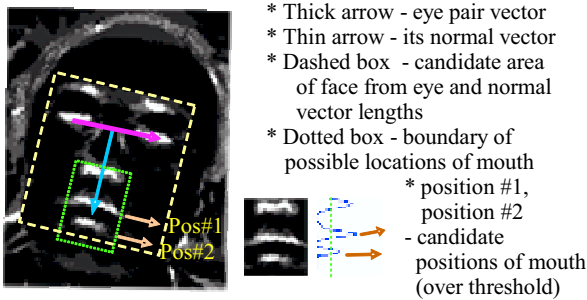 * Thick arrow - eye pair vector
* Thin arrow - its normal vector
* Dashed box - candidate area
of face from eye and normal
vector lengths
* Dotted box - boundary of
possible locations of mouth
* position #1,
position #2
- candidate
positions of mouth
(over threshold)
Pos#1
Pos#2